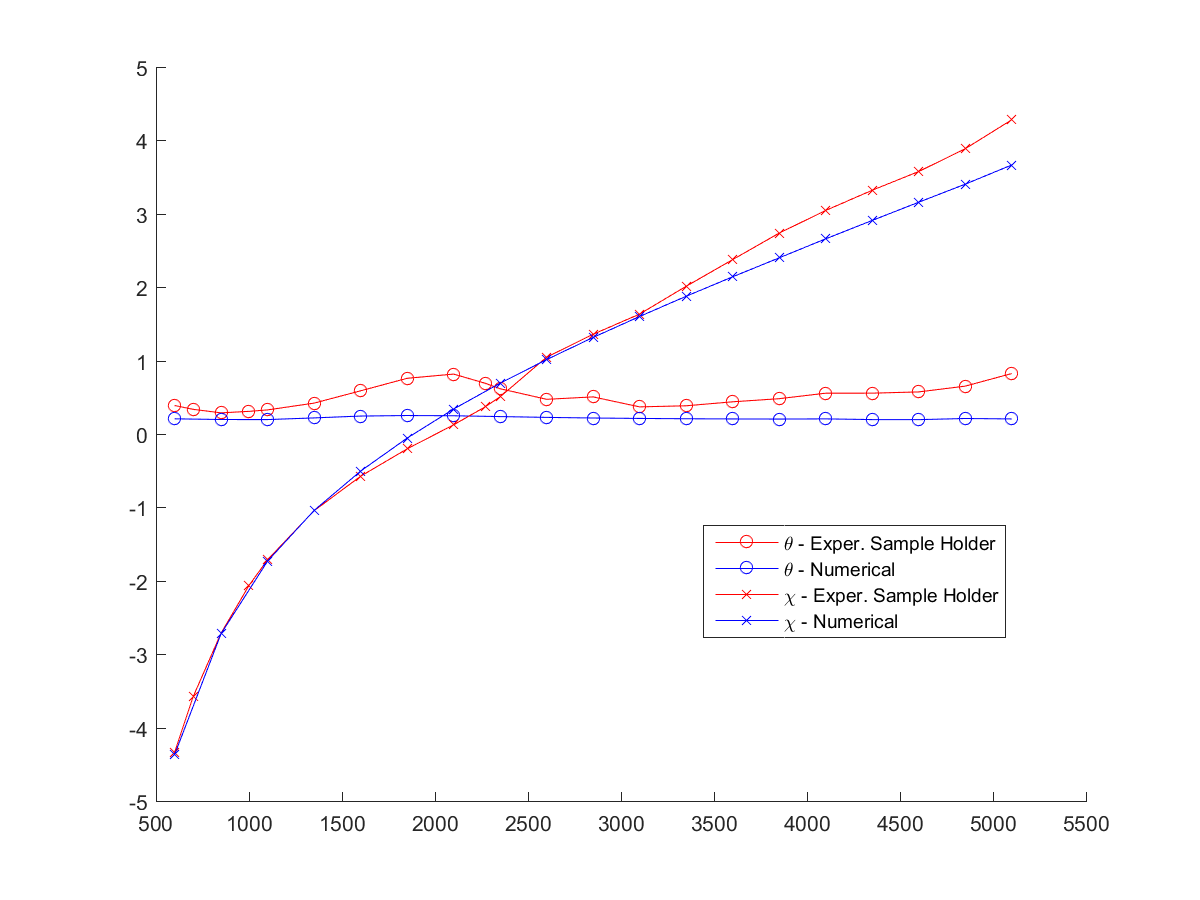 5
4
3
2
1
0
-1
-2
-3
-4
-5
500 1000 1500 2000 2500 3000 3500 4000 4500 5000 5500
θ - Exper. Sample Holder
θ - Numerical
χ - Exper. Sample Holder
χ - Numerical